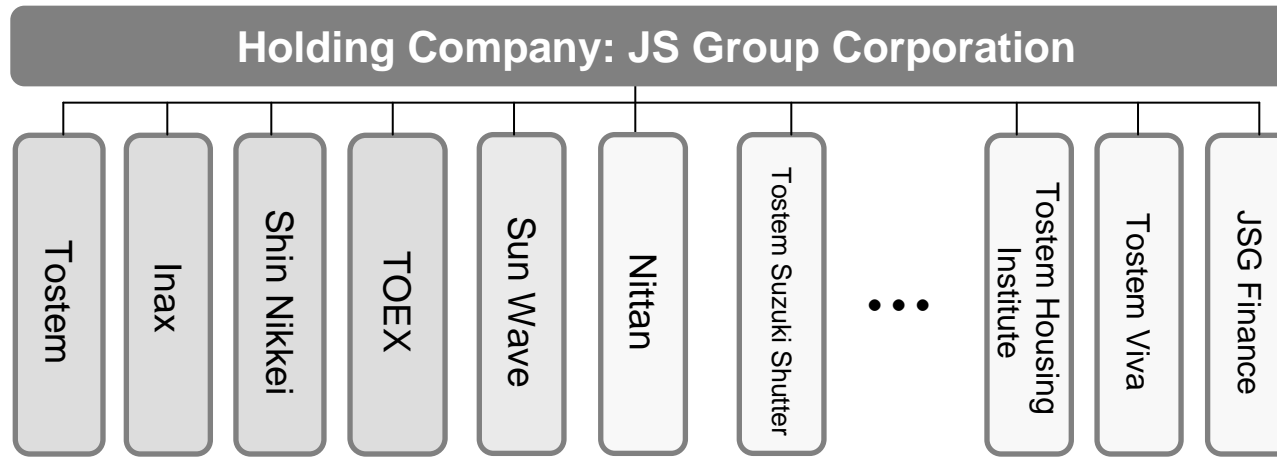 Holding Company: JS Group Corporation
Tostem
Inax
Shin Nikkei
TOEX
Sun Wave
Nittan
Tostem Suzuki Shutter
•••
Tostem Housing
Institute
Tostem Viva
JSG Finance